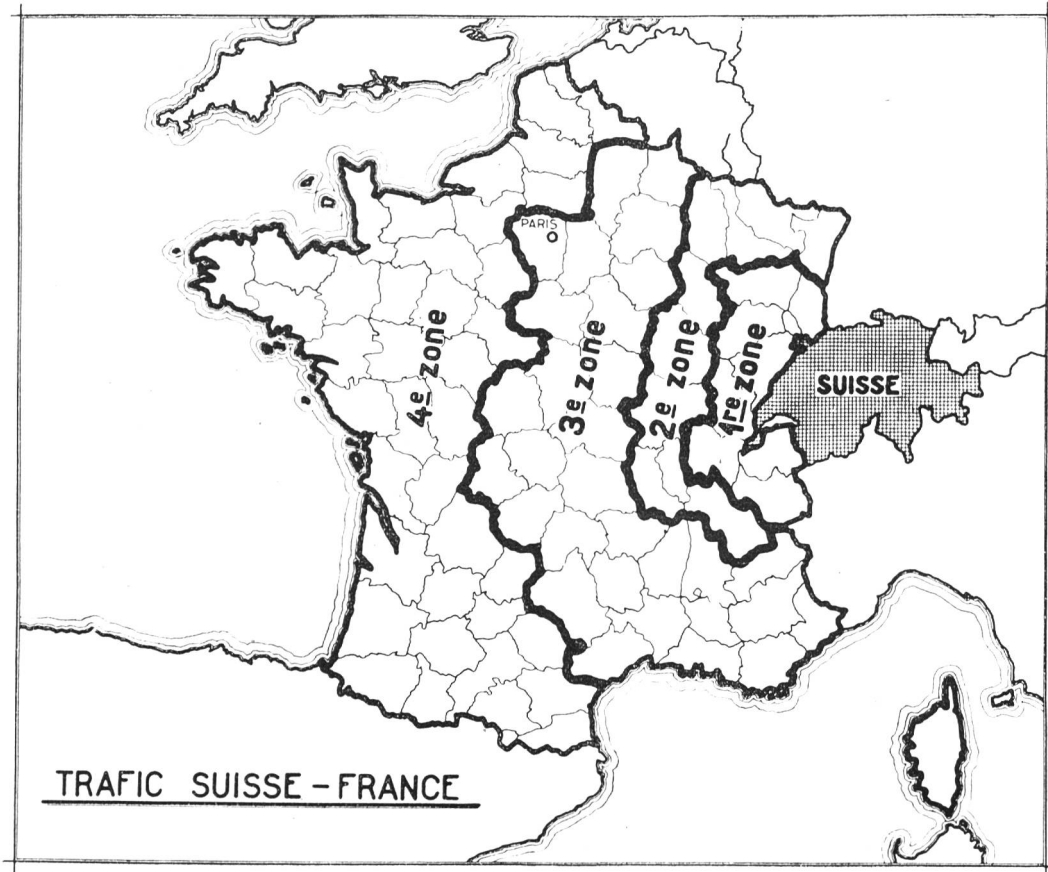 PARIS
4e zone
3e zone
2e zone
1re zone
SUISSE
TRAFIC SUISSE – FRANCE